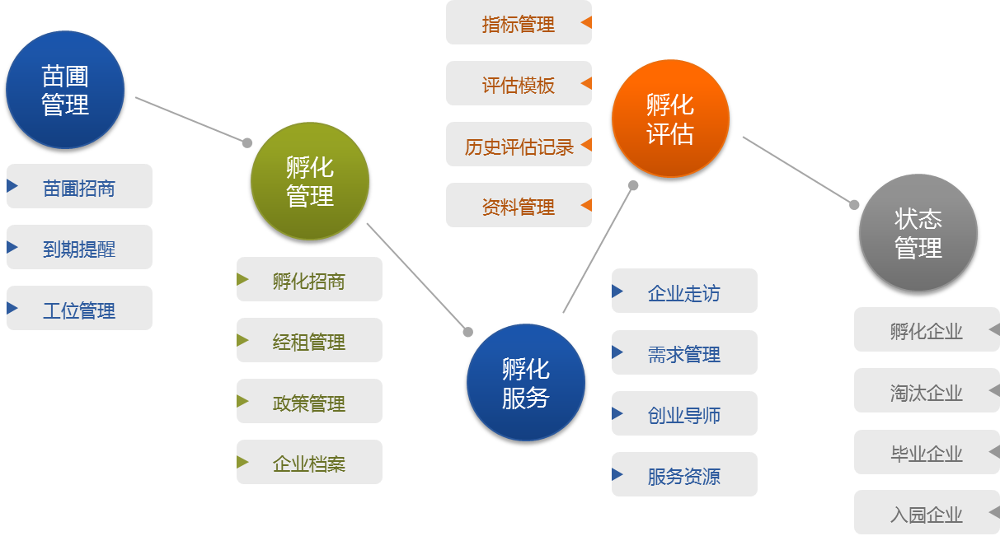 苗圃
管理
苗圃招商
到期提醒
工位管理
孵化
管理
孵化招商
经租管理
政策管理
企业档案
孵化
服务
企业走访
需求管理
创业导师
服务资源
指标管理
评估模板
历史评估记录
资料管理
孵化
评估
状态
管理
孵化企业
淘汰企业
毕业企业
入园企业